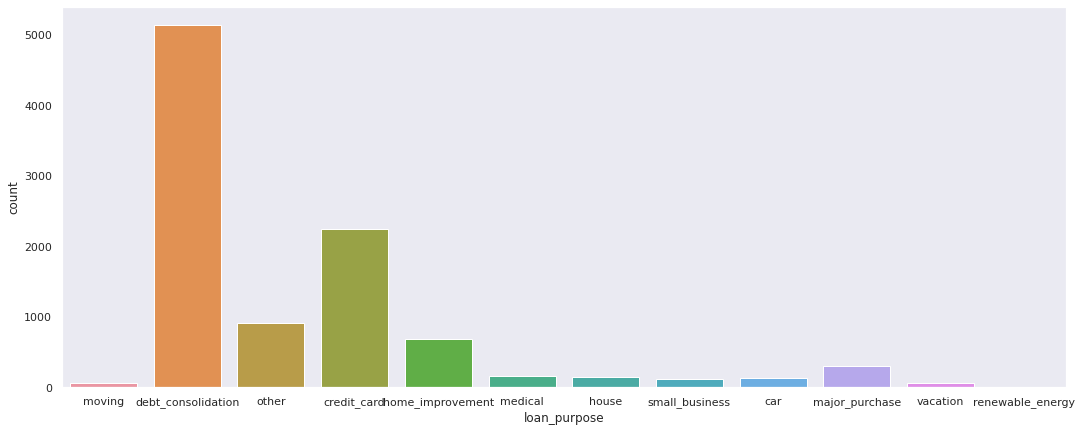 5000
4000
3000
2000
1000
0
count
moving debt_consolidation other credit_card home_improvement medical house small_business car major_purchase vacation renewable_energy
loan_purpose